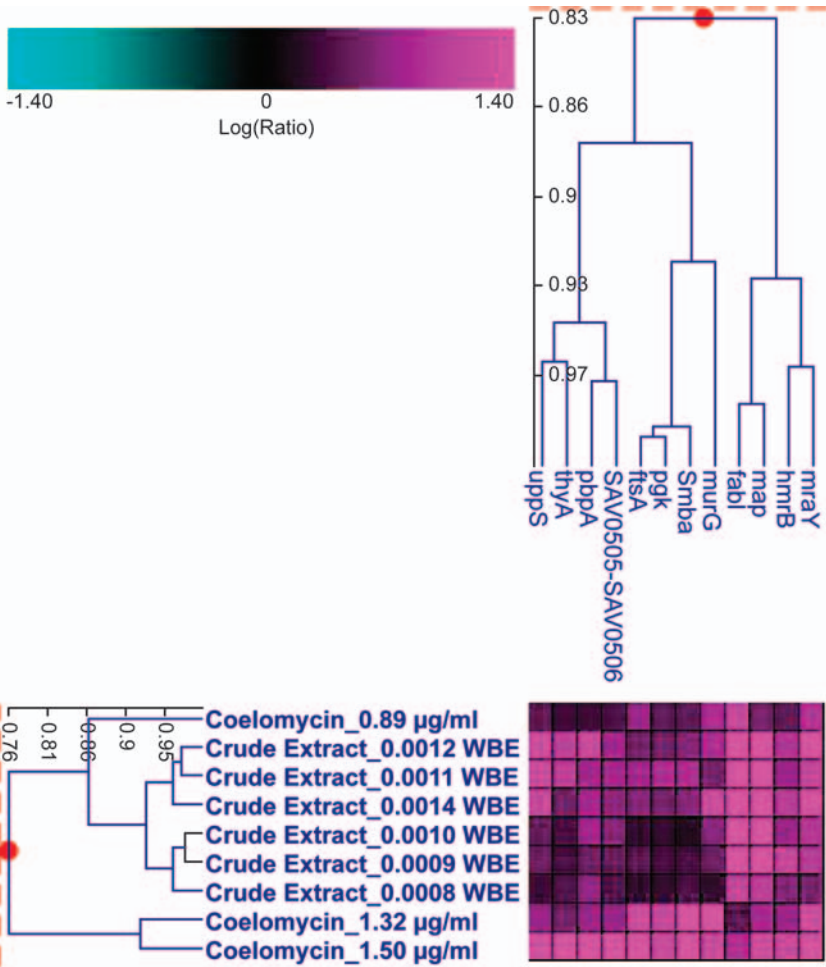 -1.40 0 1.40
Log(Ratio)
0.83
0.86
0.9
0.93
0.97
uppS
thyA
pbpA
SAV0505-SAV0506
ftsA
pgk
Smba
murG
fabI
map
hmrB
mraY
0.76 0.81 0.86 0.9 0.95
Coelomycin_0.89 µg/ml
Crude Extract_0.0012 WBE
Crude Extract_0.0011 WBE
Crude Extract_0.0014 WBE
Crude Extract_0.0010 WBE
Crude Extract_0.0009 WBE
Crude Extract_0.0008 WBE
Coelomycin_1.32 µg/ml
Coelomycin_1.50 µg/ml